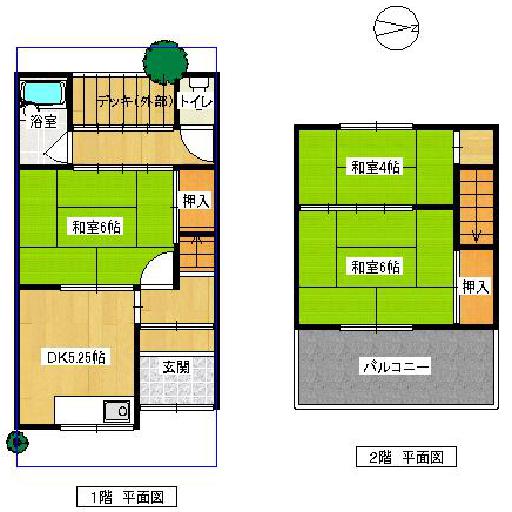 デッキ(外部)
トイレ
浴室
押入
和室6帖
DK5.25帖
玄関
1階 平面図
N
和室4帖
和室6帖
押入
バルコニー
2階 平面図